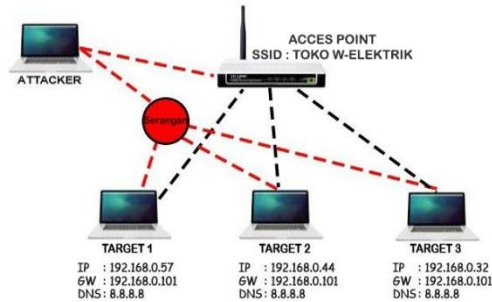 ACCES POINT
SSID : TOKO W-ELEKTRIK
ATTACKER
Serangan
TARGET 1
IP : 192.168.0.57
GW : 192.168.0.101
DNS : 8.8.8.8
TARGET 2
IP : 192.168.0.44
GW : 192.168.0.101
DNS : 8.8.8.8
TARGET 3
IP : 192.168.0.32
GW : 192.168.0.101
DNS : 8.8.8.8